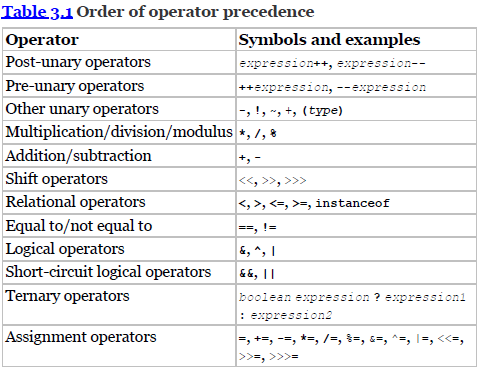 Table 3.1 Order of operator precedence
Operator Symbols and examples
Post-unary operators expression++, expression--
Pre-unary operators ++expression, --expression
Other unary operators -, !, ~, +, (type)
Multiplication/division/modulus *, /, %
Addition/subtraction +, -
Shift operators <<, >>, >>>
Relational operators <, >, <=, >=, instanceof
Equal to/not equal to ==, !=
Logical operators &, ^, |
Short-circuit logical operators &&, ||
Ternary operators boolean expression ? expression1
: expression2
Assignment operators =, +=, -=, *=, /=, %=, &=, ^=, |=, <<=,
>>=, >>>=